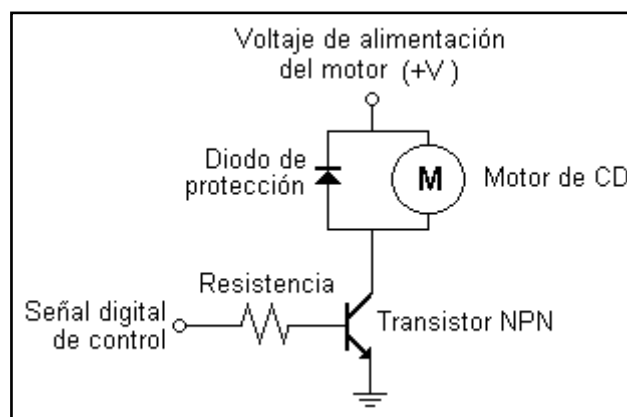 Voltaje de alimentación
del motor (+V)
Diodo de
protección
M
Motor de CD
Resistencia
Señal digital
de control
Transistor NPN